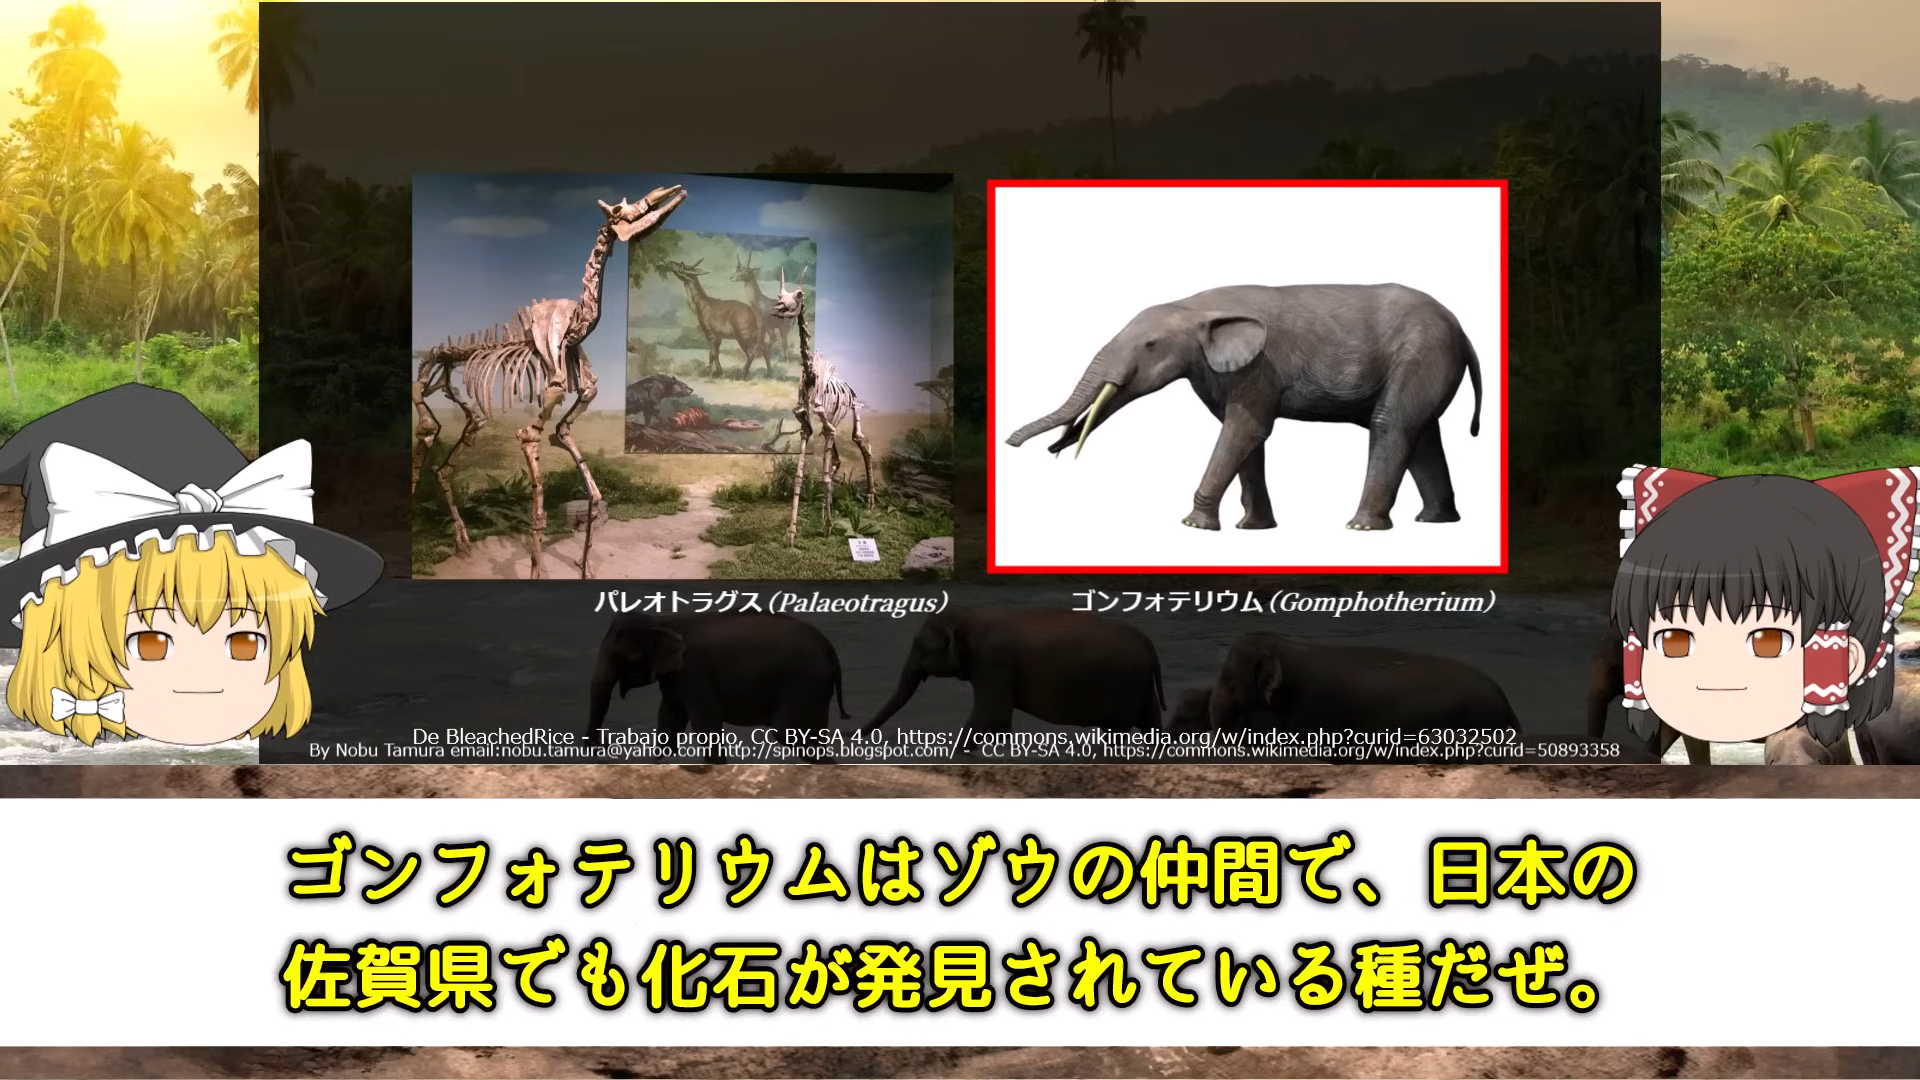 パレオトラグス (Palaeotragus)
ゴンフォテリウム (Gomphotherium)
De BleachedRice - Trabajo propio, CC BY-SA 4.0, https://commons.wikimedia.org/w/index.php?curid=63032502
By Nobu Tamura email:nobu.tamura@yahoo.com http://spinops.blogspot.com/ - CC BY-SA 4.0, https://commons.wikimedia.org/w/index.php?curid=50893358
ゴンフォテリウムはゾウの仲間で、日本の
佐賀県でも化石が発見されている種だぜ。